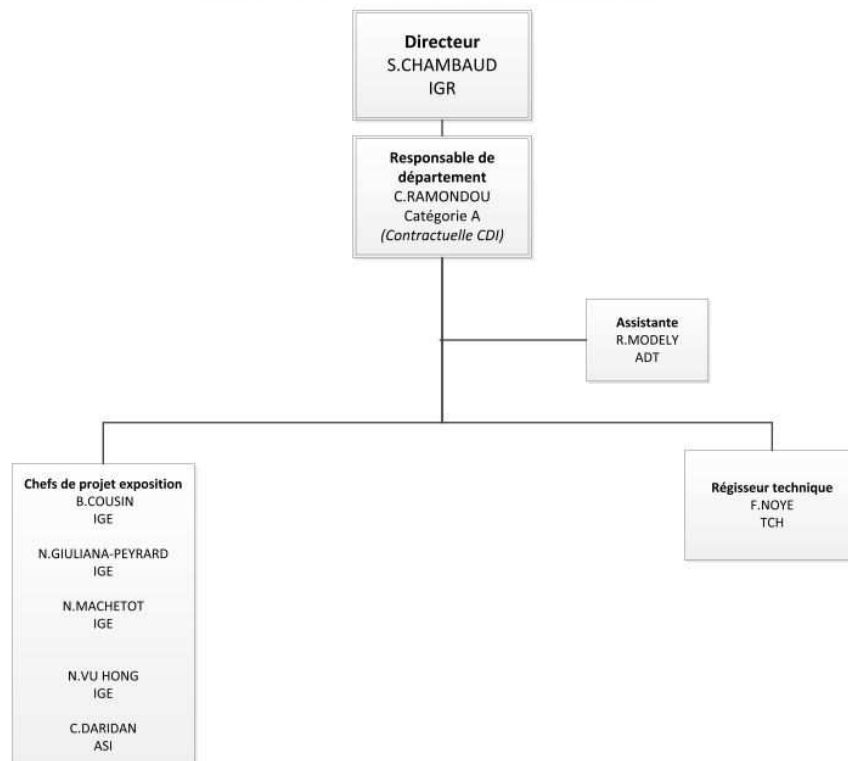 Directeur
S.CHAMBAUD
IGR
Responsable de
département
C.RAMONDOU
Catégorie A
(Contractuelle CDI)
Assistante
R.MODELY
ADT
Chefs de projet exposition
B.COUSIN
IGE
N.GIULIANA-PEYRARD
IGE
N.MACHETOT
IGE
N.VU HONG
IGE
C.DARIDAN
ASI
Régisseur technique
F.NOYE
TCH